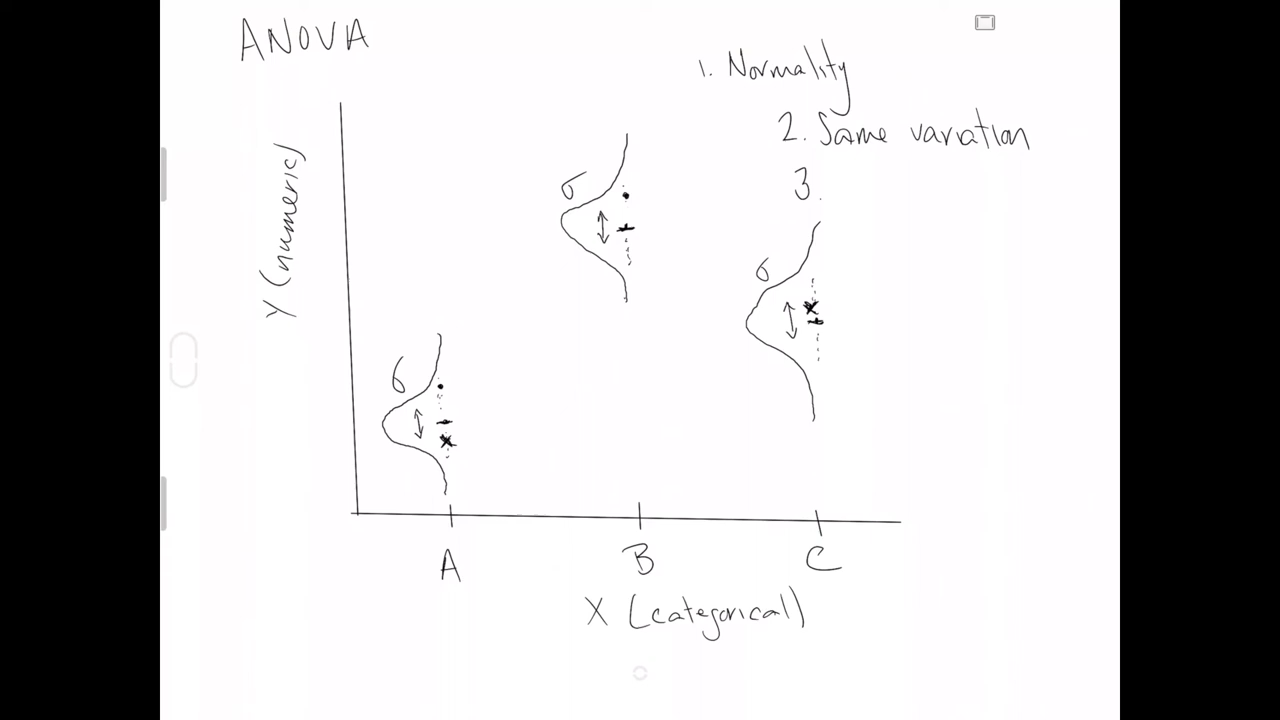 ANOVA
1. Normality
2. Same variation
3.
Y (numeric)
σ
σ
σ
A
B
C
X (categorical)